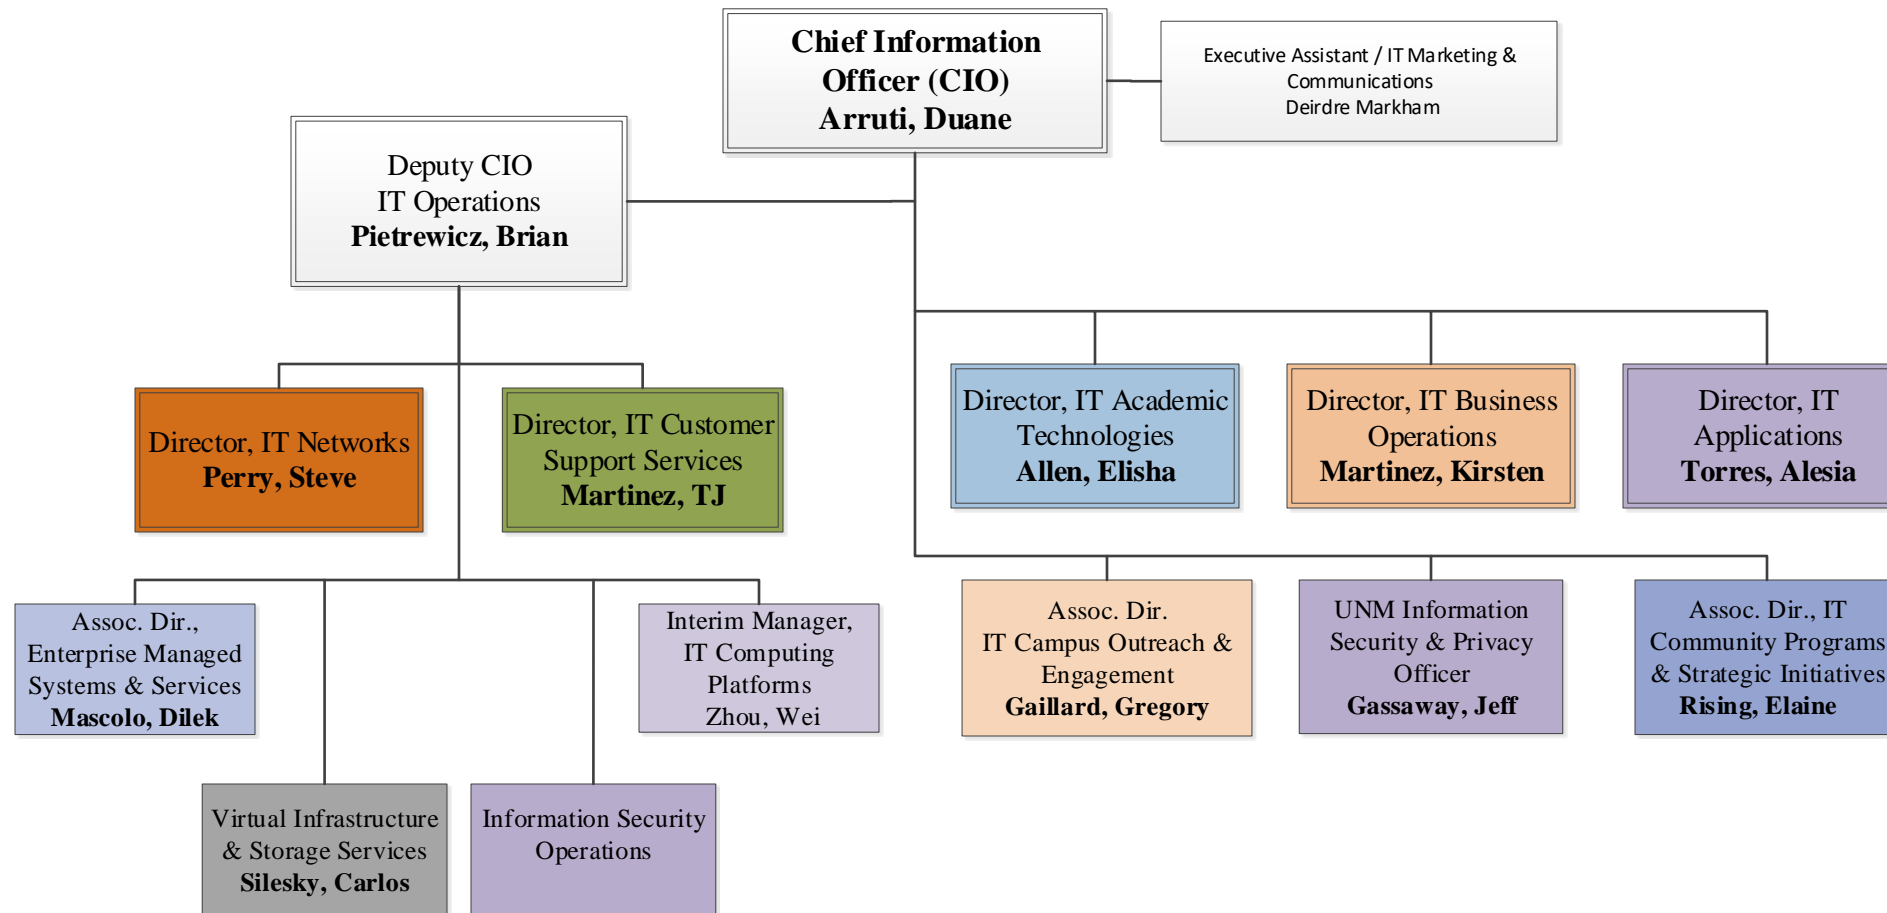 Chief Information
Officer (CIO)
Arruti, Duane
Executive Assistant / IT Marketing &
Communications
Deirdre Markham
Deputy CIO
IT Operations
Pietrewicz, Brian
Director, IT Networks
Perry, Steve
Director, IT Customer
Support Services
Martinez, TJ
Director, IT Academic
Technologies
Allen, Elisha
Director, IT Business
Operations
Martinez, Kirsten
Director, IT
Applications
Torres, Alesia
Assoc. Dir.,
Enterprise Managed
Systems & Services
Mascolo, Dilek
Interim Manager,
IT Computing
Platforms
Zhou, Wei
Assoc. Dir.
IT Campus Outreach &
Engagement
Gaillard, Gregory
UNM Information
Security & Privacy
Officer
Gassaway, Jeff
Assoc. Dir., IT
Community Programs
& Strategic Initiatives
Rising, Elaine
Virtual Infrastructure
& Storage Services
Silesky, Carlos
Information Security
Operations